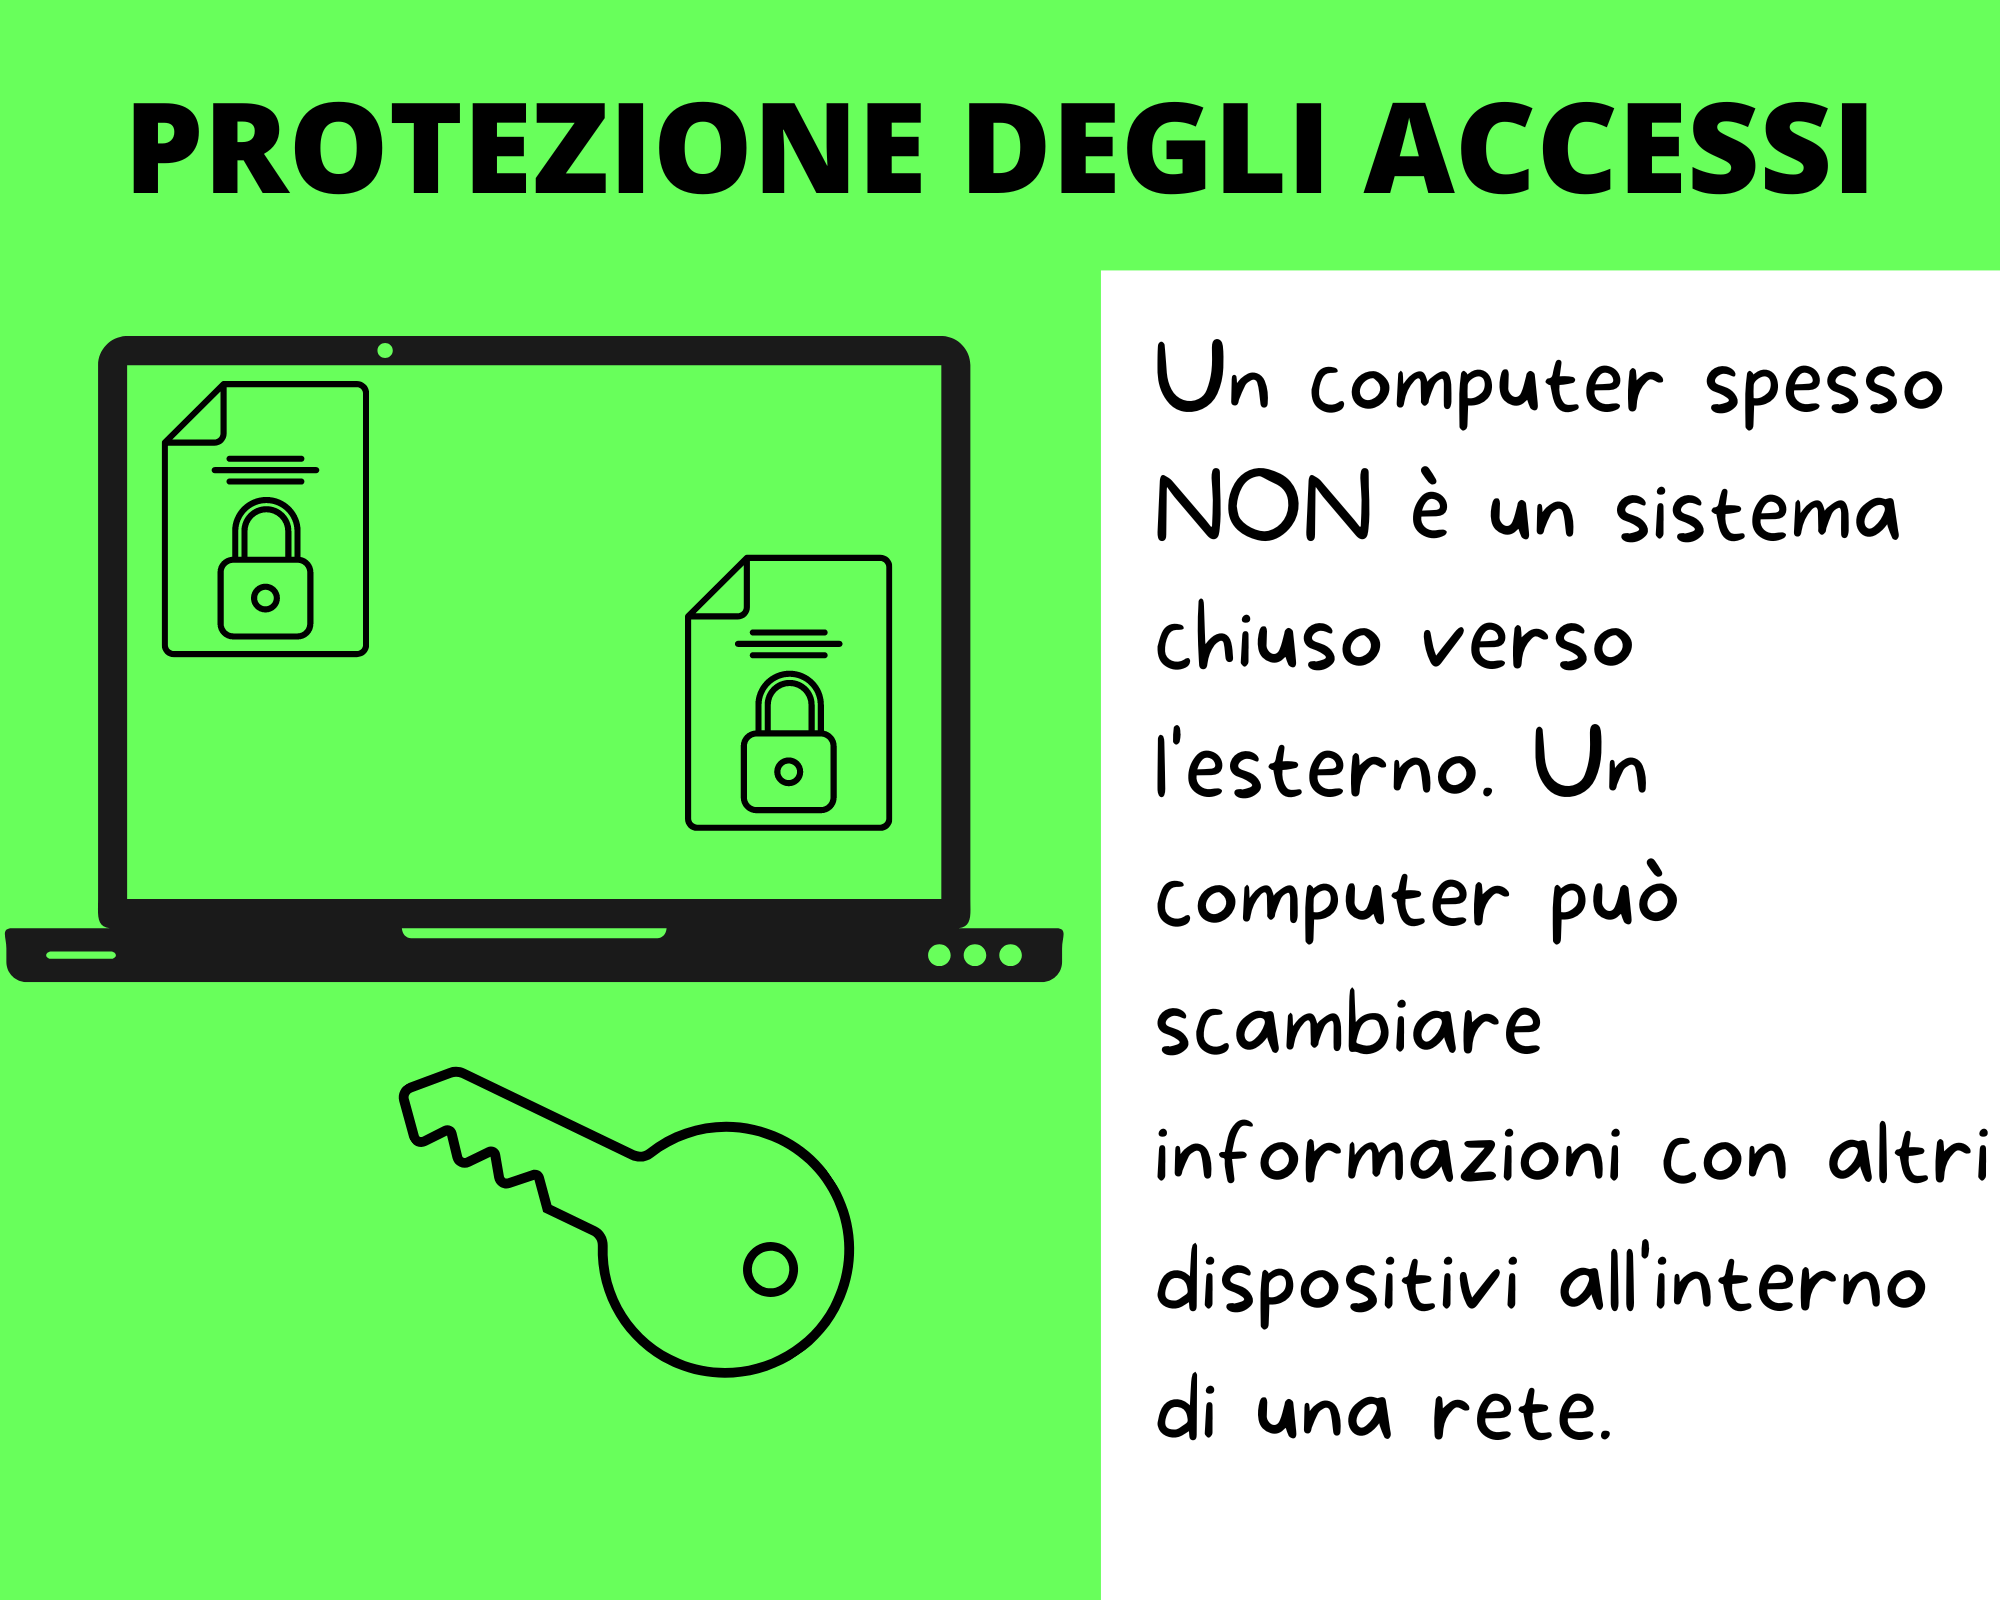 PROTEZIONE DEGLI ACCESSI
Un computer spesso
NON è un sistema
chiuso verso
l'esterno. Un
computer può
scambiare
informazioni con altri
dispositivi all'interno
di una rete.